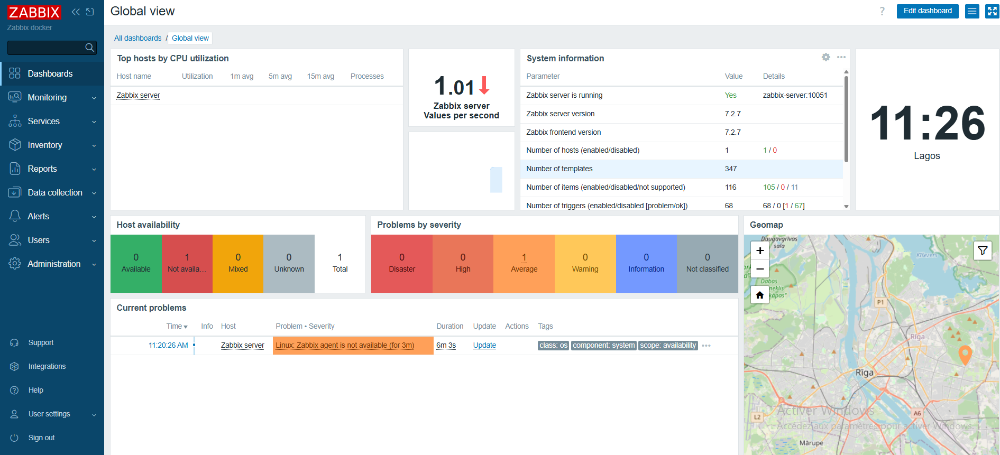 ZABBIX
Zabbix docker
Dashboards
Monitoring
Services
Inventory
Reports
Data collection
Alerts
Users
Administration
Support
Integrations
Help
User settings
Sign out
Global view
? Edit dashboard
All dashboards / Global view
Top hosts by CPU utilization
Host name Utilization 1m avg 5m avg 15m avg Processes
Zabbix server
1.01
Zabbix server
Values per second
System information
Parameter Value Details
Zabbix server is running Yes zabbix-server:10051
Zabbix server version 7.2.7
Zabbix frontend version 7.2.7
Number of hosts (enabled/disabled) 1 1 / 0
Number of templates 347
Number of items (enabled/disabled/not supported) 116 105 / 0 / 11
Number of triggers (enabled/disabled [problem/ok]) 68 68 / 0 [1 / 67]
11:26
Lagos
Host availability
0 1 0 0 1
Available Not availa... Mixed Unknown Total
Problems by severity
0 0 1 0 0 0
Disaster High Average Warning Information Not classified
Current problems
Time Info Host Problem • Severity Duration Update Actions Tags
11:20:26 AM Zabbix server Linux: Zabbix agent is not available (for 3m) 6m 3s Update class: os component: system scope: availability
Geomap
Daugavgrīvas
sala
Ķīšezers
Dabas
P1
Rīga
Rīga
Activer Windows
L2 A6
Accédez aux paramètres pour activer Windows.
Mārupe